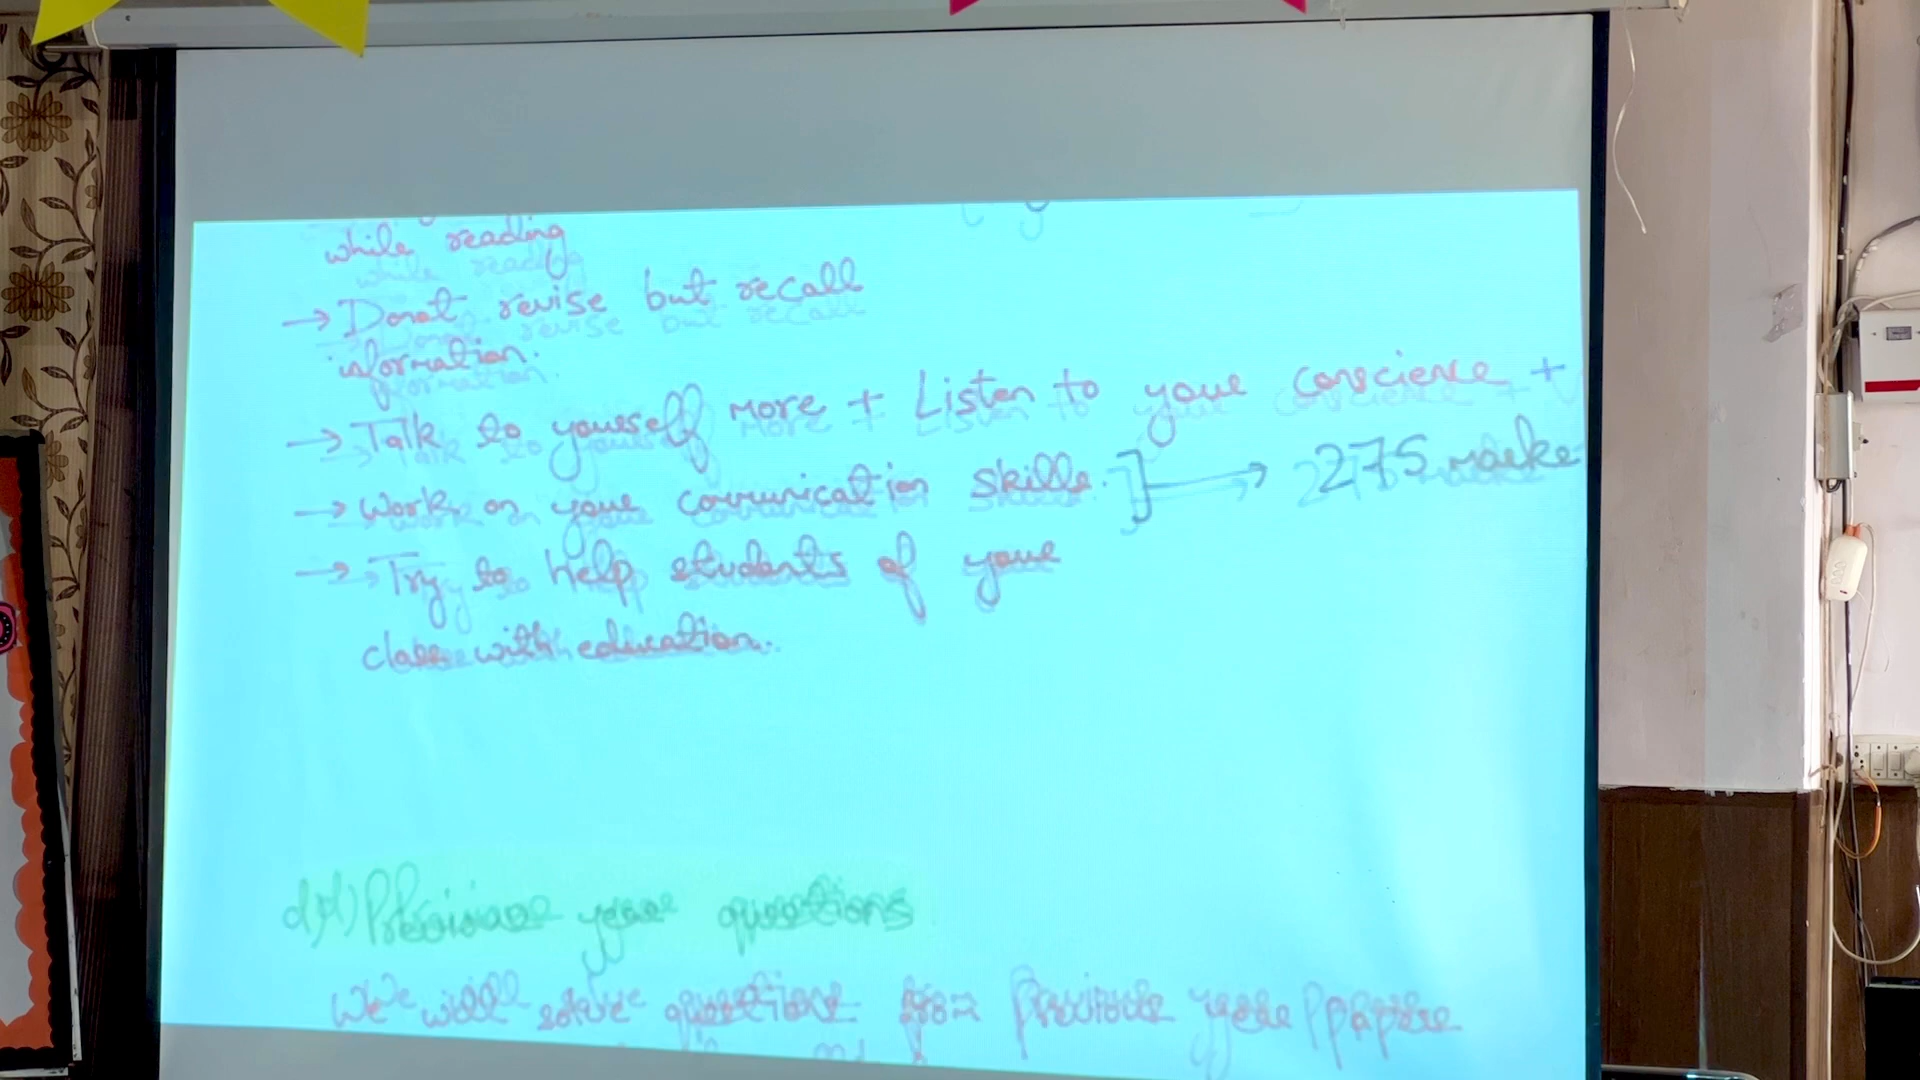 while reading
→ Donot revise but recall
information.
→ Talk to yourself more + Listen to your conscience +
→ Work on your communication skills. ] → 275 marks
→ Try to help students of your
class with education.
d) Previous year questions
We will solve questions from Previous year papers